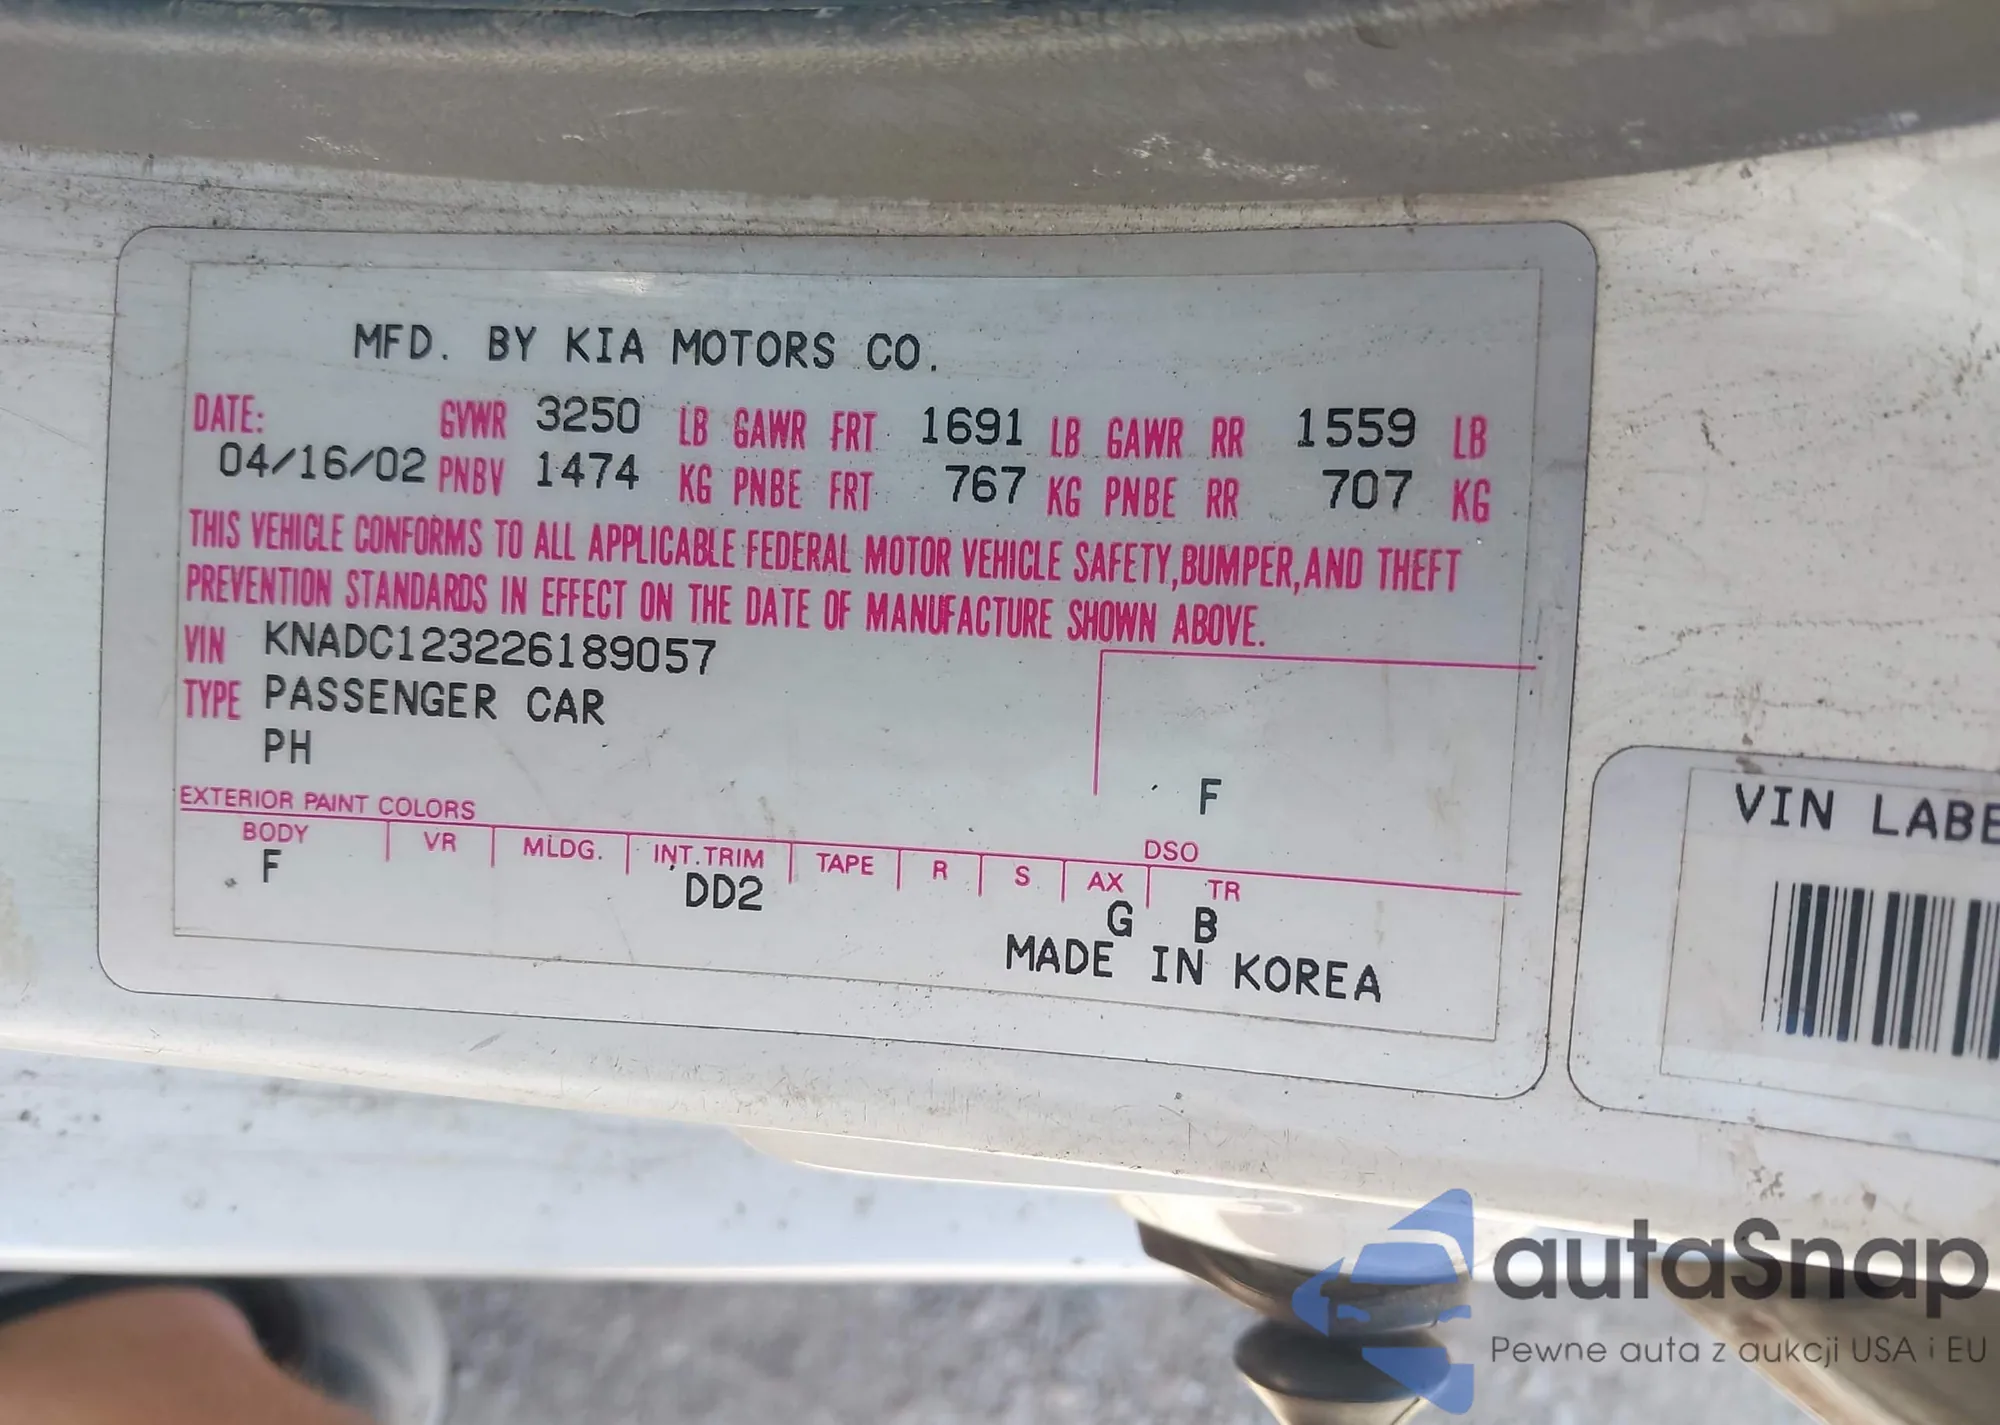 MFD. BY KIA MOTORS CO.
DATE: GVWR 3250 LB GAWR FRT 1691 LB GAWR RR 1559 LB
04/16/02 PNBV 1474 KG PNBE FRT 767 KG PNBE RR 707 KG
THIS VEHICLE CONFORMS TO ALL APPLICABLE FEDERAL MOTOR VEHICLE SAFETY,BUMPER,AND THEFT
PREVENTION STANDARDS IN EFFECT ON THE DATE OF MANUFACTURE SHOWN ABOVE.
VIN KNADC123226189057
TYPE PASSENGER CAR
PH
F
EXTERIOR PAINT COLORS
DSO
BODY VR MLDG. INT.TRIM TAPE R S AX TR
F DD2 G B
MADE IN KOREA
VIN LABE
autaSnap
Pewne auta z aukcji USA i EU